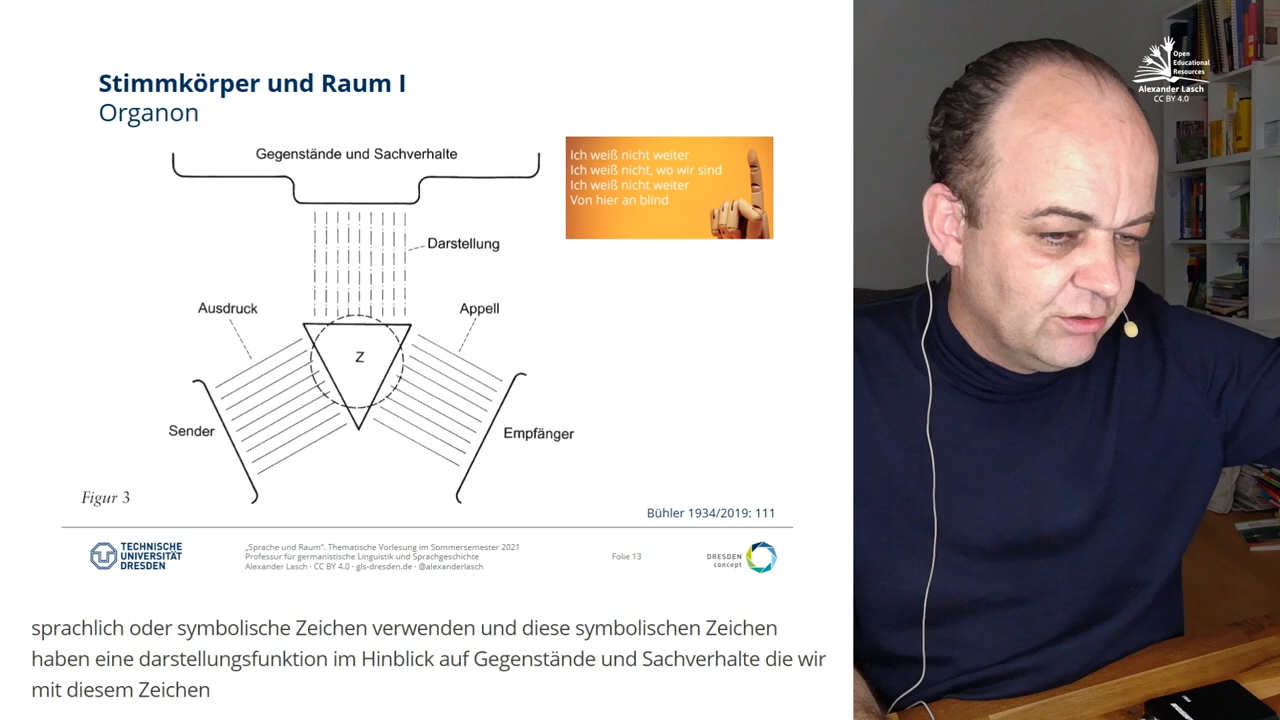 Stimmkörper und Raum I
Organon
Gegenstände und Sachverhalte
Ich weiß nicht weiter
Ich weiß nicht, wo wir sind
Ich weiß nicht weiter
Von hier an blind
Darstellung
Ausdruck
Appell
Z
Sender
Empfänger
Figur 3
Bühler 1934/2019: 111
TECHNISCHE
UNIVERSITÄT
DRESDEN
„Sprache und Raum“. Thematische Vorlesung im Sommersemester 2021
Professur für germanistische Linguistik und Sprachgeschichte
Alexander Lasch · CC BY 4.0 · gls-dresden.de · @alexanderlasch
Folie 13
DRESDEN
concept
sprachlich oder symbolische Zeichen verwenden und diese symbolischen Zeichen
haben eine darstellungsfunktion im Hinblick auf Gegenstände und Sachverhalte die wir
mit diesem Zeichen
Open
Educational
Resources
Alexander Lasch
CC BY 4.0